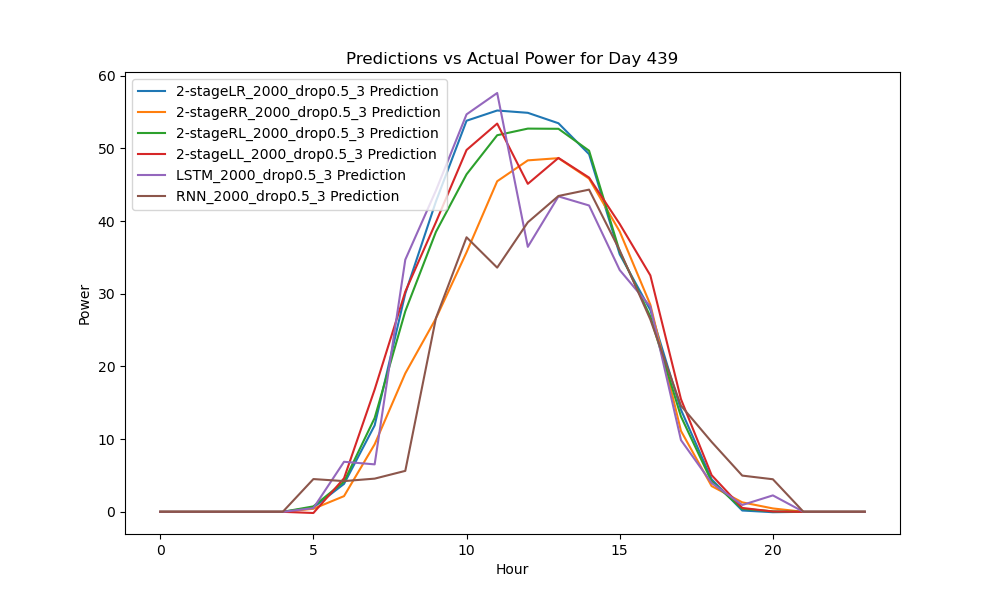 Predictions vs Actual Power for Day 439
60
50
40
30
20
10
0
Power
2-stageLR_2000_drop0.5_3 Prediction
2-stageRR_2000_drop0.5_3 Prediction
2-stageRL_2000_drop0.5_3 Prediction
2-stageLL_2000_drop0.5_3 Prediction
LSTM_2000_drop0.5_3 Prediction
RNN_2000_drop0.5_3 Prediction
0 5 10 15 20
Hour